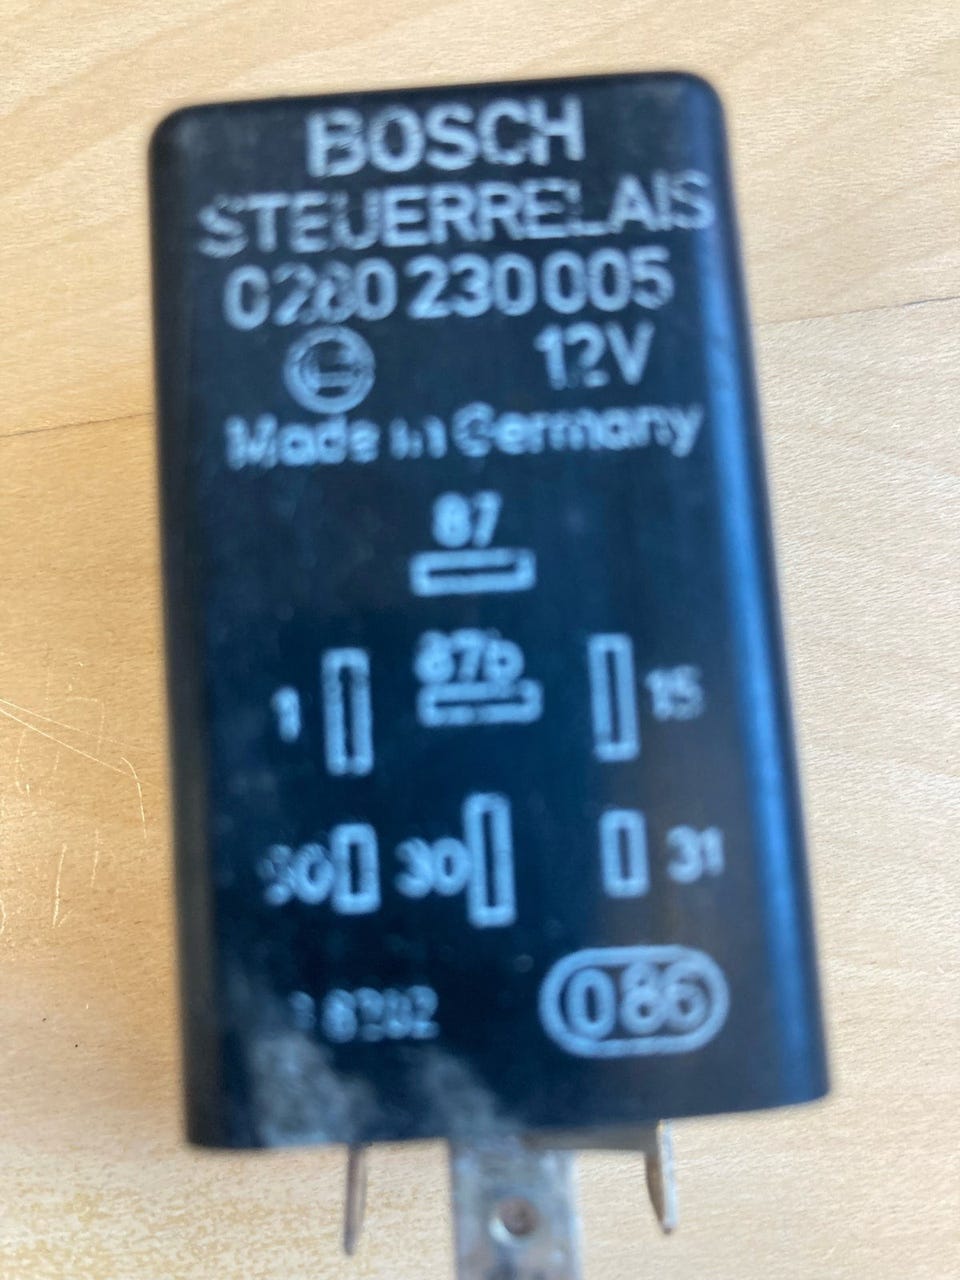 BOSCH
STEUERRELAIS
0280 230 005
12V
Made in Germany
87
1 87b 15
30 31
086